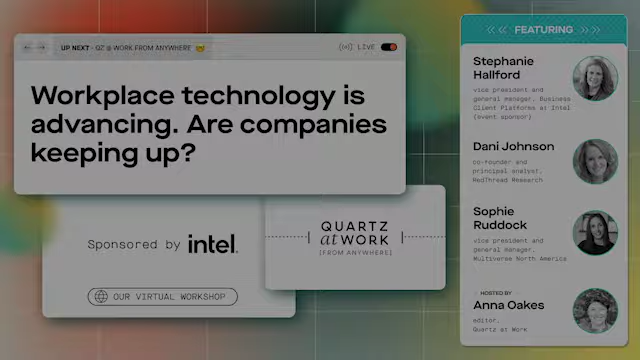 UP NEXT - QZ @ WORK FROM ANYWHERE
LIVE
Workplace technology is
advancing. Are companies
keeping up?
Sponsored by intel.
QUARTZ
at WORK
[FROM ANYWHERE]
OUR VIRTUAL WORKSHOP
FEATURING
Stephanie
Hallford
vice president and
general manager, Business
Client Platforms at Intel
(event sponsor)
Dani Johnson
co-founder and
principal analyst,
RedThread Research
Sophie
Ruddock
vice president and
general manager,
Multiverse North America
HOSTED BY
Anna Oakes
editor,
Quartz at Work